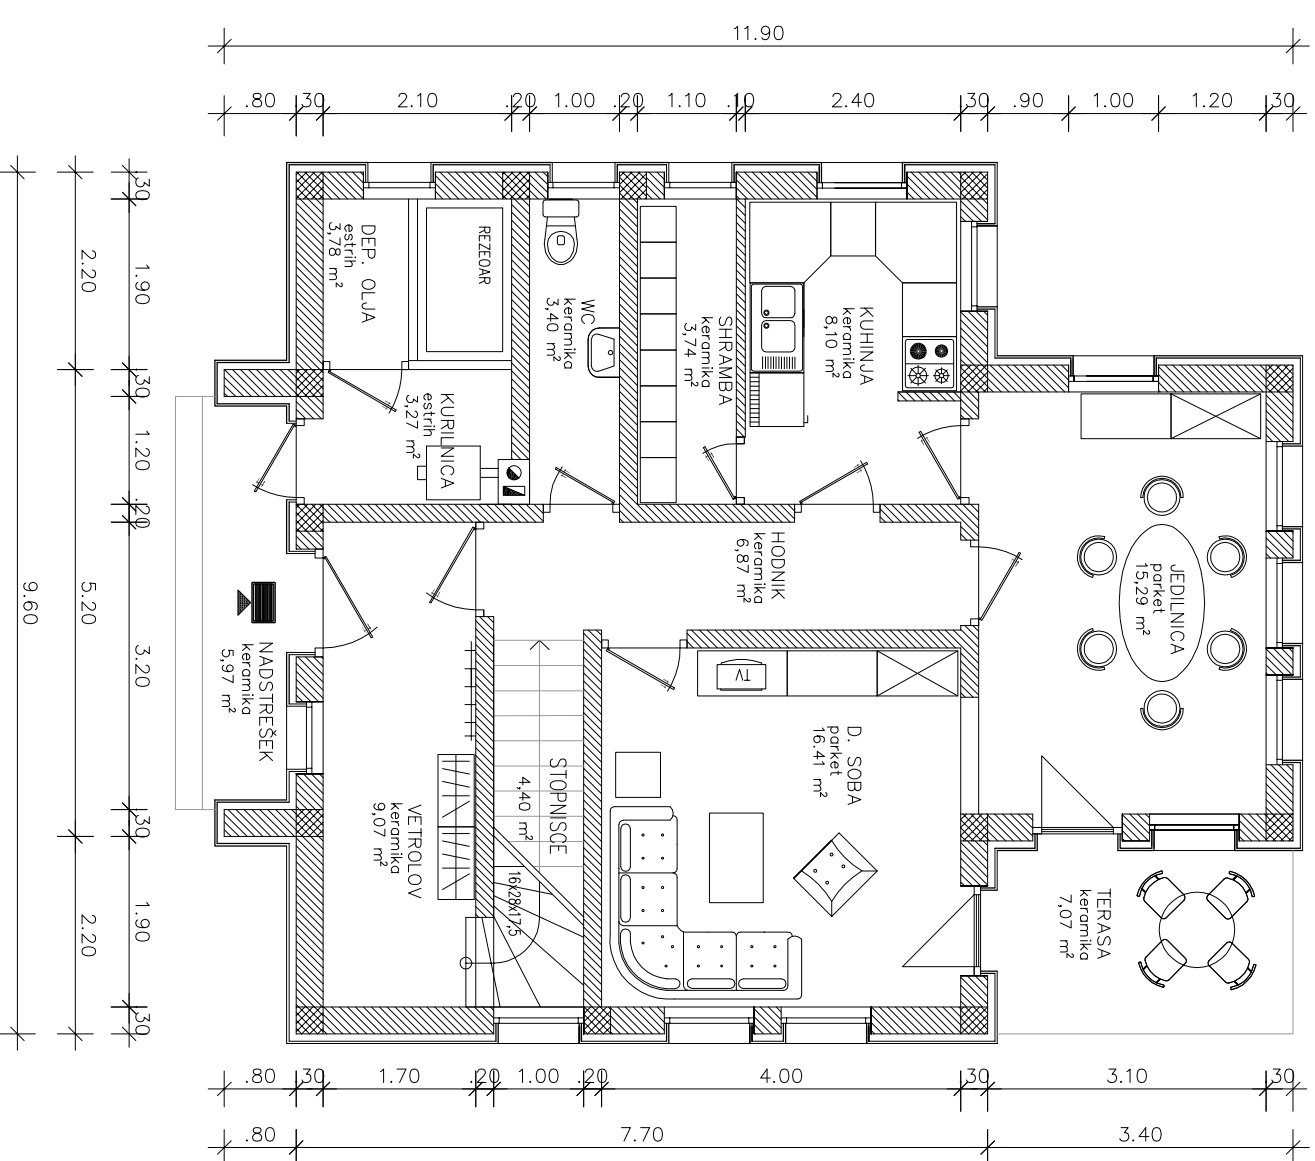 11.90
.80 .30 2.10 .20 1.00 .20 1.10 .10 2.40 .30 .90 1.00 1.20 .30
9.60
2.20
5.20
2.20
.30
1.90
.30
1.20
.20
3.20
.30
1.90
.30
DEP. OLJA
estrih
3,78 m²
REZEOAR
WC
keramika
3,40 m²
SHRAMBA
keramika
3,74 m²
KUHINJA
keramika
8,10 m²
KURILNICA
estrih
3,27 m²
HODNIK
keramika
6,87 m²
JEDILNICA
parket
15,29 m²
NADSTREŠEK
keramika
5,97 m²
VETROLOV
keramika
9,07 m²
STOPNISCE
4,40 m²
16x28x17,5
TV
D. SOBA
parket
16.41 m²
TERASA
keramika
7,07 m²
.80 .30 1.70 .20 1.00 .20 4.00 .30 3.10 .30
.80 7.70 3.40